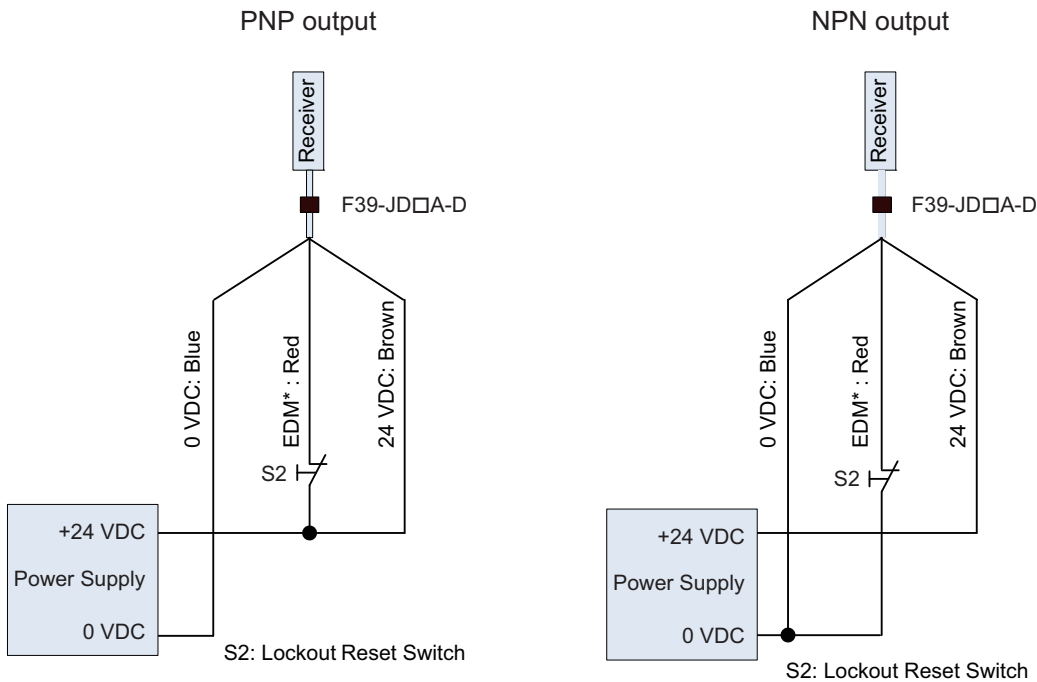 PNP output
Receiver
F39-JD□A-D
0 VDC: Blue
EDM* : Red
24 VDC: Brown
S2
+24 VDC
Power Supply
0 VDC
S2: Lockout Reset Switch
NPN output
Receiver
F39-JD□A-D
0 VDC: Blue
EDM* : Red
24 VDC: Brown
S2
+24 VDC
Power Supply
0 VDC
S2: Lockout Reset Switch